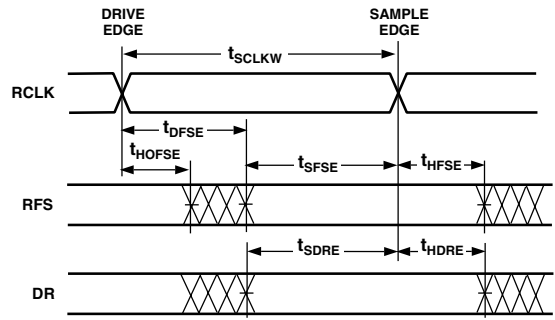 DRIVE EDGE
SAMPLE EDGE
tSCLKW
RCLK
tDFSE
tHOFSE
tSFSE
tHFSE
RFS
tSDRE
tHDRE
DR